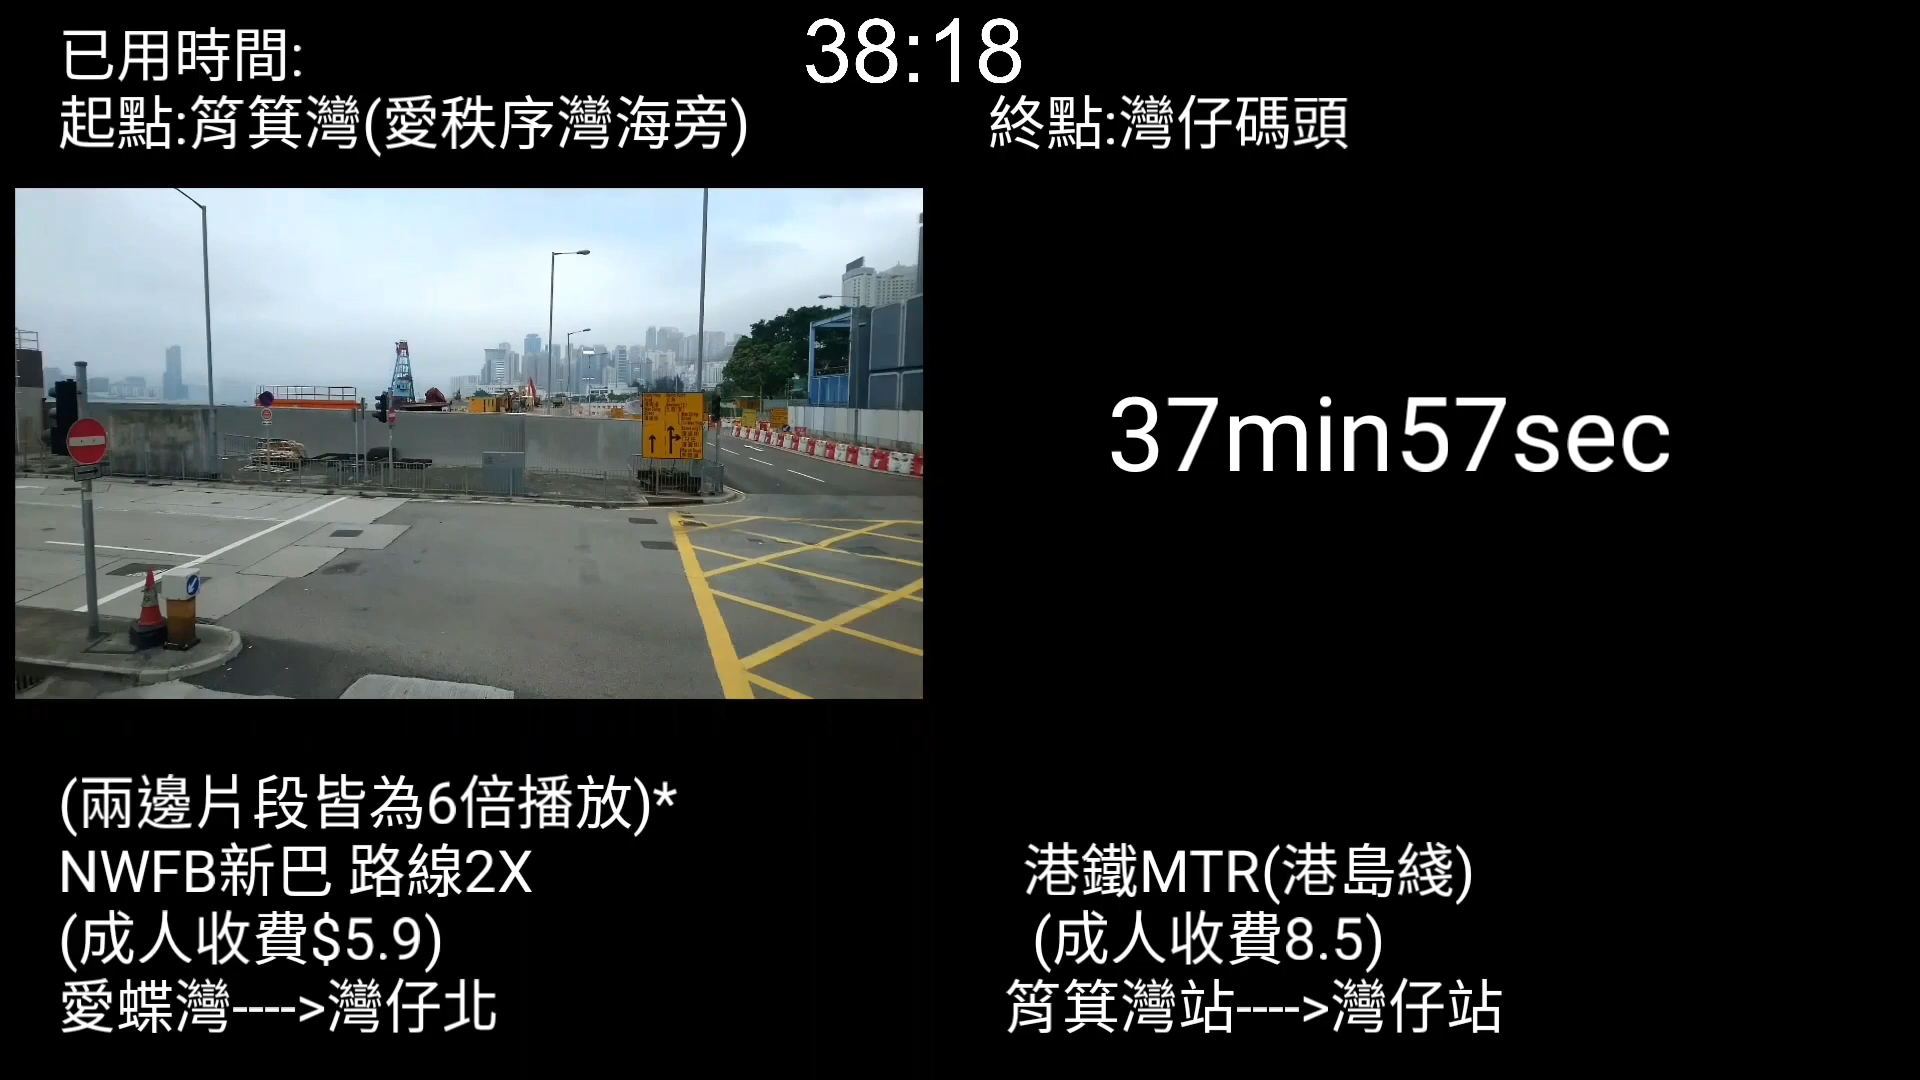 已用時間:
38:18
起點:筲箕灣(愛秩序灣海旁)
終點:灣仔碼頭
37min57sec
(兩邊片段皆為6倍播放)*
NWFB新巴 路線2X
(成人收費$5.9)
愛蝶灣---->灣仔北
港鐵MTR(港島綫)
(成人收費8.5)
筲箕灣站---->灣仔站